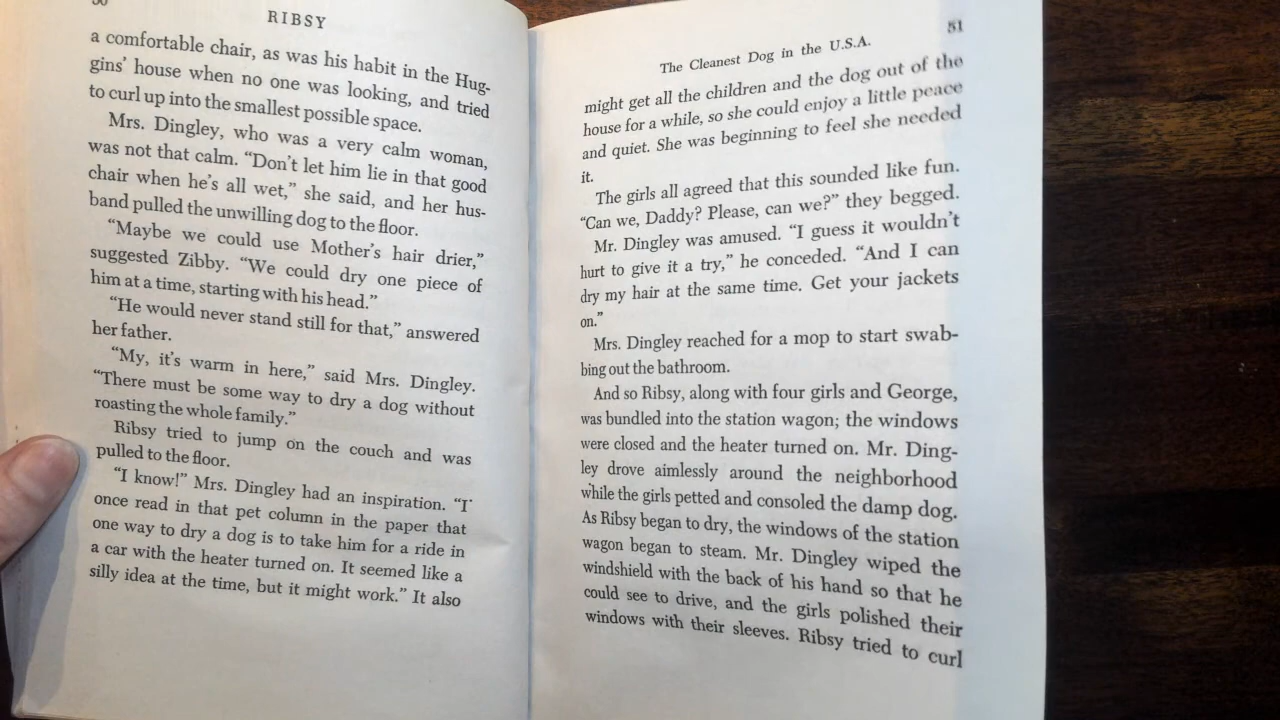 50
RIBSY
a comfortable chair, as was his habit in the Hug-
gins' house when no one was looking, and tried
to curl up into the smallest possible space.
Mrs. Dingley, who was a very calm woman,
was not that calm. “Don't let him lie in that good
chair when he's all wet,” she said, and her hus-
band pulled the unwilling dog to the floor.
“Maybe we could use Mother's hair drier,”
suggested Zibby. “We could dry one piece of
him at a time, starting with his head.”
“He would never stand still for that,” answered
her father.
“My, it's warm in here,” said Mrs. Dingley.
“There must be some way to dry a dog without
roasting the whole family.”
Ribsy tried to jump on the couch and was
pulled to the floor.
“I know!” Mrs. Dingley had an inspiration. “I
once read in that pet column in the paper that
one way to dry a dog is to take him for a ride in
a car with the heater turned on. It seemed like a
silly idea at the time, but it might work.” It also
The Cleanest Dog in the U.S.A.
51
might get all the children and the dog out of the
house for a while, so she could enjoy a little peace
and quiet. She was beginning to feel she needed
it.
The girls all agreed that this sounded like fun.
“Can we, Daddy? Please, can we?” they begged.
Mr. Dingley was amused. “I guess it wouldn't
hurt to give it a try,” he conceded. “And I can
dry my hair at the same time. Get your jackets
on.”
Mrs. Dingley reached for a mop to start swab-
bing out the bathroom.
And so Ribsy, along with four girls and George,
was bundled into the station wagon; the windows
were closed and the heater turned on. Mr. Ding-
ley drove aimlessly around the neighborhood
while the girls petted and consoled the damp dog.
As Ribsy began to dry, the windows of the station
wagon began to steam. Mr. Dingley wiped the
windshield with the back of his hand so that he
could see to drive, and the girls polished their
windows with their sleeves. Ribsy tried to curl